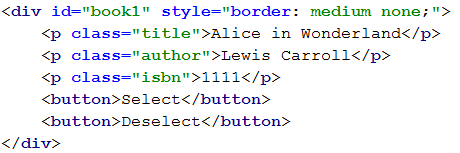 <div id="book1" style="border: medium none;">
    <p class="title">Alice in Wonderland</p>
    <p class="author">Lewis Carroll</p>
    <p class="isbn">1111</p>
    <button>Select</button>
    <button>Deselect</button>
</div>